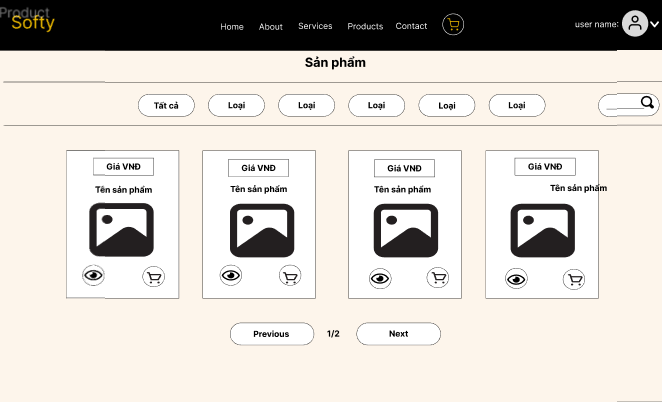 Product
Softy
Home About Services Products Contact
user name:
Sản phẩm
Tất cả Loại Loại Loại Loại Loại
Giá VNĐ Giá VNĐ Giá VNĐ Giá VNĐ
Tên sản phẩm Tên sản phẩm Tên sản phẩm Tên sản phẩm
Previous 1/2 Next